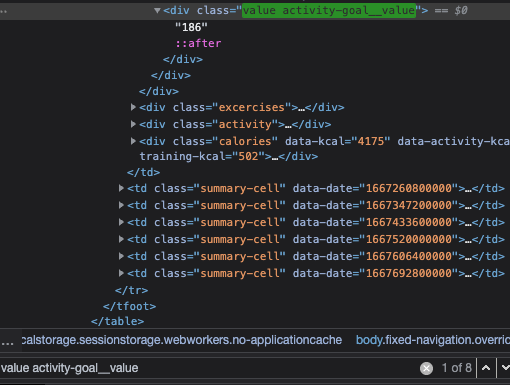 … ▼<div class="value activity-goal__value"> == $0
"186"
::after
</div>
</div>
</div>
▶<div class="excercises">…</div>
▶<div class="activity">…</div>
▶<div class="calories" data-kcal="4175" data-activity-kca
training-kcal="502">…</div>
</td>
▶<td class="summary-cell" data-date="1667260800000">…</td>
▶<td class="summary-cell" data-date="1667347200000">…</td>
▶<td class="summary-cell" data-date="1667433600000">…</td>
▶<td class="summary-cell" data-date="1667520000000">…</td>
▶<td class="summary-cell" data-date="1667606400000">…</td>
▶<td class="summary-cell" data-date="1667692800000">…</td>
</tr>
</tfoot>
</table>
… calstorage.sessionstorage.webworkers.no-applicationcache body.fixed-navigation.overric
value activity-goal__value 1 of 8